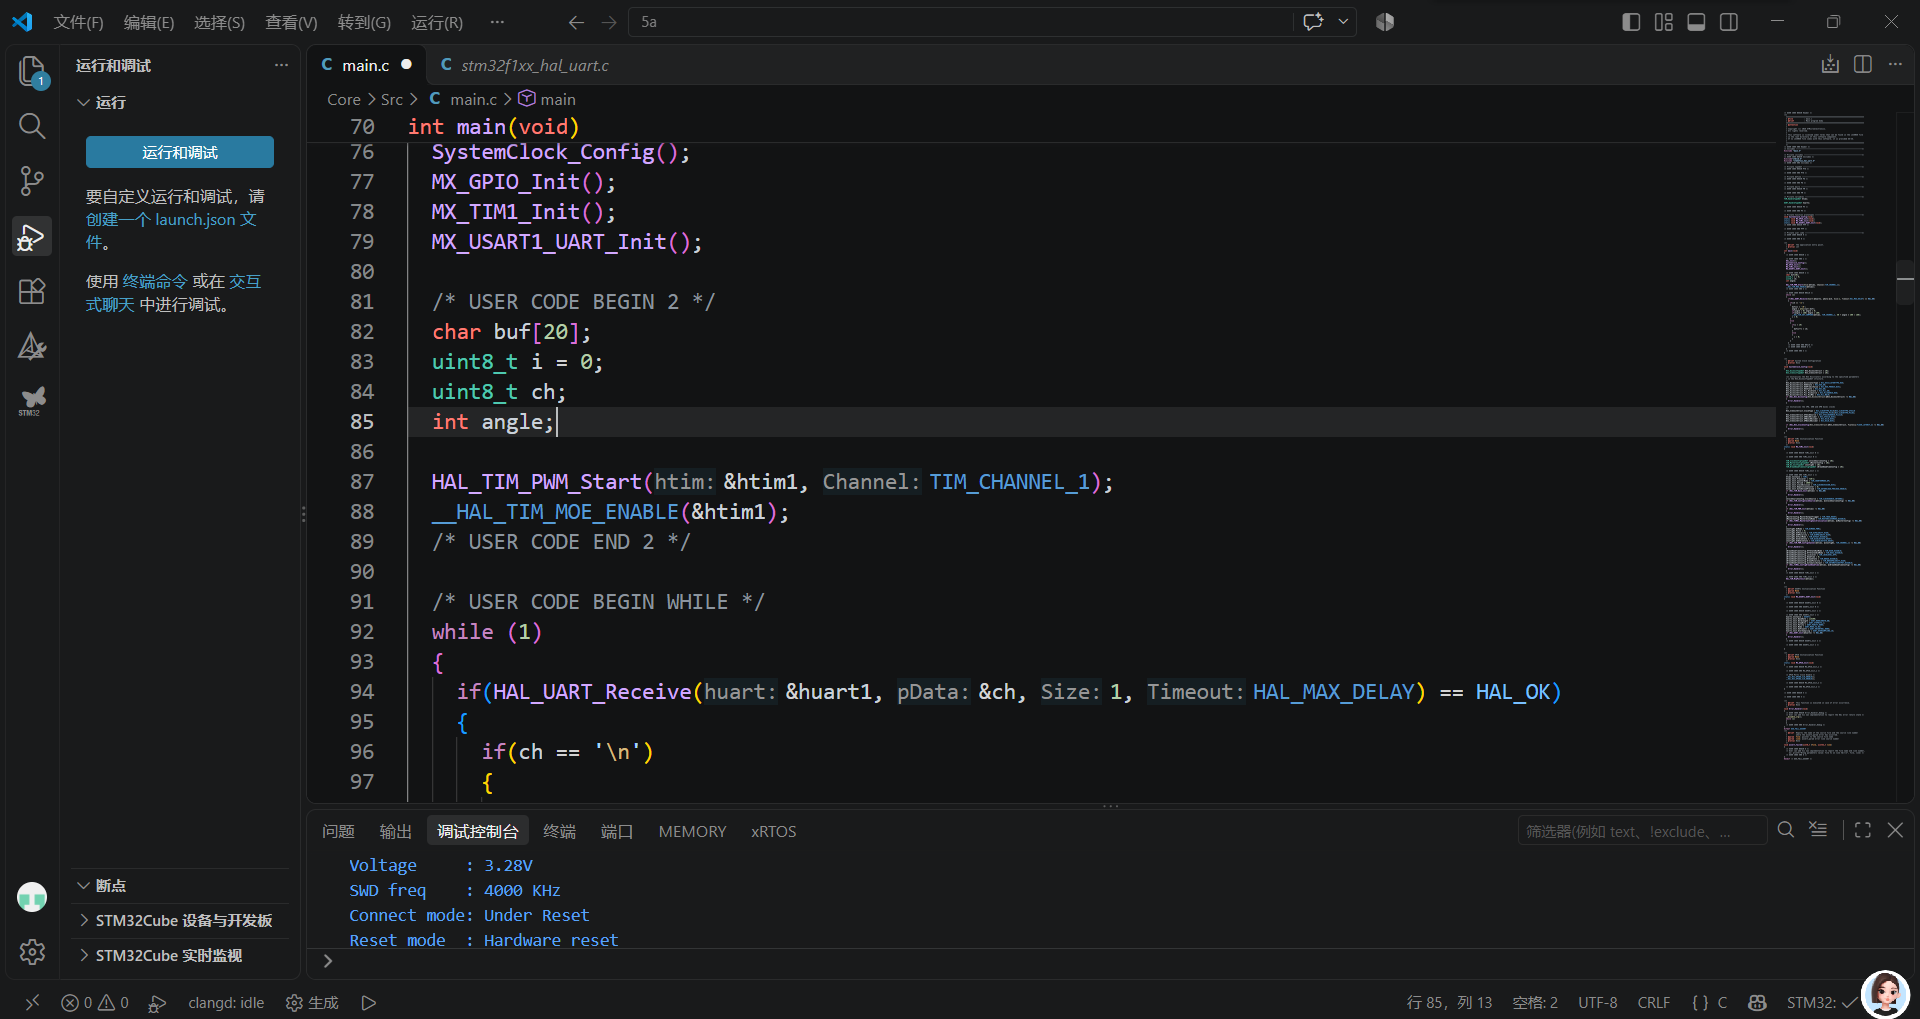 文件(F) 编辑(E) 选择(S) 查看(V) 转到(G) 运行(R) ··· 5a
运行和调试 ···
运行
运行和调试
要自定义运行和调试，请
创建一个 launch.json 文
件。
使用 终端命令 或在 交互
式聊天 中进行调试。
1
STM32
断点
STM32Cube 设备与开发板
STM32Cube 实时监视
C main.c
C stm32f1xx_hal_uart.c
Core > Src > C main.c > main
70 int main(void)
76 SystemClock_Config();
77 MX_GPIO_Init();
78 MX_TIM1_Init();
79 MX_USART1_UART_Init();
80
81 /* USER CODE BEGIN 2 */
82 char buf[20];
83 uint8_t i = 0;
84 uint8_t ch;
85 int angle;
86
87 HAL_TIM_PWM_Start(htim: &htim1, Channel: TIM_CHANNEL_1);
88 __HAL_TIM_MOE_ENABLE(&htim1);
89 /* USER CODE END 2 */
90
91 /* USER CODE BEGIN WHILE */
92 while (1)
93 {
94 if(HAL_UART_Receive(huart: &huart1, pData: &ch, Size: 1, Timeout: HAL_MAX_DELAY) == HAL_OK)
95 {
96 if(ch == '\n')
97 {
问题 输出 调试控制台 终端 端口 MEMORY xRTOS
筛选器(例如 text、!exclude、...
Voltage : 3.28V
SWD freq : 4000 KHz
Connect mode: Under Reset
Reset mode : Hardware reset
>
0 0 clangd: idle 生成
行 85，列 13 空格: 2 UTF-8 CRLF {} C STM32: